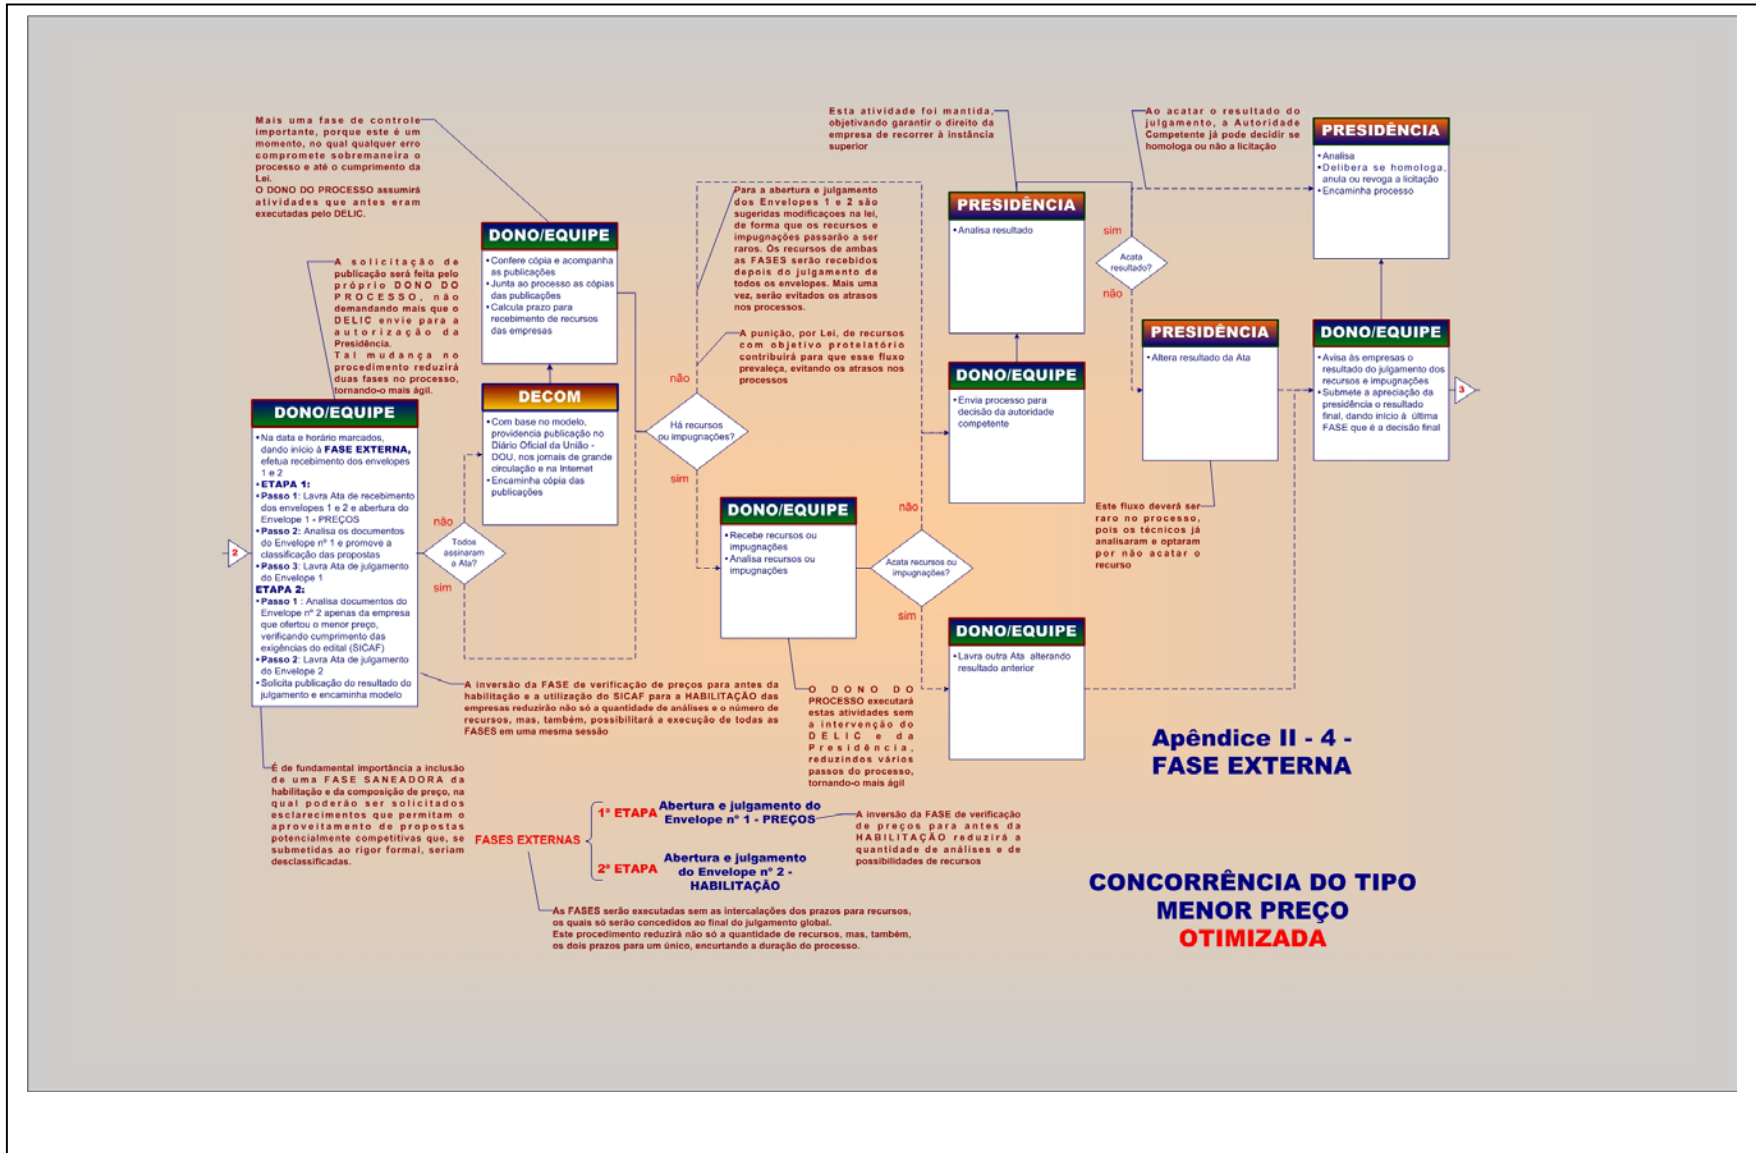 Mais uma fase de controle
importante, porque este é um
momento, no qual qualquer erro
compromete sobremaneira o
processo e até o cumprimento da
Lei.
O DONO DO PROCESSO assumirá
atividades que antes eram
executadas pelo DELIC.
A solicitação de
publicação será feita pelo
próprio DONO DO
PROCESSO, não
demandando mais que o
DELIC envie para a
autorização da
Presidência.
Tal mudança no
procedimento reduzirá
duas fases no processo,
tornando-o mais ágil.
2
DONO/EQUIPE
• Na data e horário marcados,
dando início à FASE EXTERNA,
efetua recebimento dos envelopes
1 e 2
• ETAPA 1:
• Passo 1: Lavra Ata de recebimento
dos envelopes 1 e 2 e abertura do
Envelope 1 - PREÇOS
• Passo 2: Analisa os documentos
do Envelope nº 1 e promove a
classificação das propostas
• Passo 3: Lavra Ata de julgamento
do Envelope 1
ETAPA 2:
• Passo 1 : Analisa documentos do
Envelope nº 2 apenas da empresa
que ofertou o menor preço,
verificando cumprimento das
exigências do edital (SICAF)
• Passo 2: Lavra Ata de julgamento
do Envelope 2
• Solicita publicação do resultado do
julgamento e encaminha modelo
não
Todos
assinaram
a Ata?
sim
DONO/EQUIPE
• Confere cópia e acompanha
as publicações
• Junta ao processo as cópias
das publicações
• Calcula prazo para
recebimento de recursos
das empresas
DECOM
• Com base no modelo,
providencia publicação no
Diário Oficial da União -
DOU, nos jornais de grande
circulação e na Internet
• Encaminha cópia das
publicações
A inversão da FASE de verificação de preços para antes da
habilitação e a utilização do SICAF para a HABILITAÇÃO das
empresas reduzirão não só a quantidade de análises e o número de
recursos, mas, também, possibilitará a execução de todas as
FASES em uma mesma sessão
É de fundamental importância a inclusão
de uma FASE SANEADORA da
habilitação e da composição de preço, na
qual poderão ser solicitados
esclarecimentos que permitam o
aproveitamento de propostas
potencialmente competitivas que, se
submetidas ao rigor formal, seriam
desclassificadas.
não
Há recursos
ou impugnações?
sim
Para a abertura e julgamento
dos Envelopes 1 e 2 são
sugeridas modificaçoes na lei,
de forma que os recursos e
impugnações passarão a ser
raros. Os recursos de ambas
as FASES serão recebidos
depois do julgamento de
todos os envelopes. Mais uma
vez, serão evitados os atrasos
nos processos.
A punição, por Lei, de recursos
com objetivo protelatório
contribuirá para que esse fluxo
prevaleça, evitando os atrasos nos
processos
DONO/EQUIPE
• Recebe recursos ou
impugnações
• Analisa recursos ou
impugnações
não
Acata recursos ou
impugnações?
sim
O DONO DO
PROCESSO executará
estas atividades sem
a intervenção do
DELIC e da
Presidência,
reduzindos vários
passos do processo,
tornando-o mais ágil
Esta atividade foi mantida,
objetivando garantir o direito da
empresa de recorrer à instância
superior
PRESIDÊNCIA
• Analisa resultado
DONO/EQUIPE
• Envia processo para
decisão da autoridade
competente
DONO/EQUIPE
• Lavra outra Ata alterando
resultado anterior
Ao acatar o resultado do
julgamento, a Autoridade
Competente já pode decidir se
homologa ou não a licitação
sim
Acata
resultado?
não
PRESIDÊNCIA
• Altera resultado da Ata
Este fluxo deverá ser
raro no processo,
pois os técnicos já
analisaram e optaram
por não acatar o
recurso
PRESIDÊNCIA
• Analisa
• Delibera se homologa,
anula ou revoga a licitação
• Encaminha processo
DONO/EQUIPE
• Avisa às empresas o
resultado do julgamento dos
recursos e impugnações
• Submete a apreciação da
presidência o resultado
final, dando início à última
FASE que é a decisão final
3
FASES EXTERNAS
1ª ETAPA
Abertura e julgamento do
Envelope nº 1 - PREÇOS
2ª ETAPA
Abertura e julgamento
do Envelope nº 2 -
HABILITAÇÃO
A inversão da FASE de verificação
de preços para antes da
HABILITAÇÃO reduzirá a
quantidade de análises e de
possibilidades de recursos
As FASES serão executadas sem as intercalações dos prazos para recursos,
os quais só serão concedidos ao final do julgamento global.
Este procedimento reduzirá não só a quantidade de recursos, mas, também,
os dois prazos para um único, encurtando a duração do processo.
Apêndice II - 4 -
FASE EXTERNA
CONCORRÊNCIA DO TIPO
MENOR PREÇO
OTIMIZADA